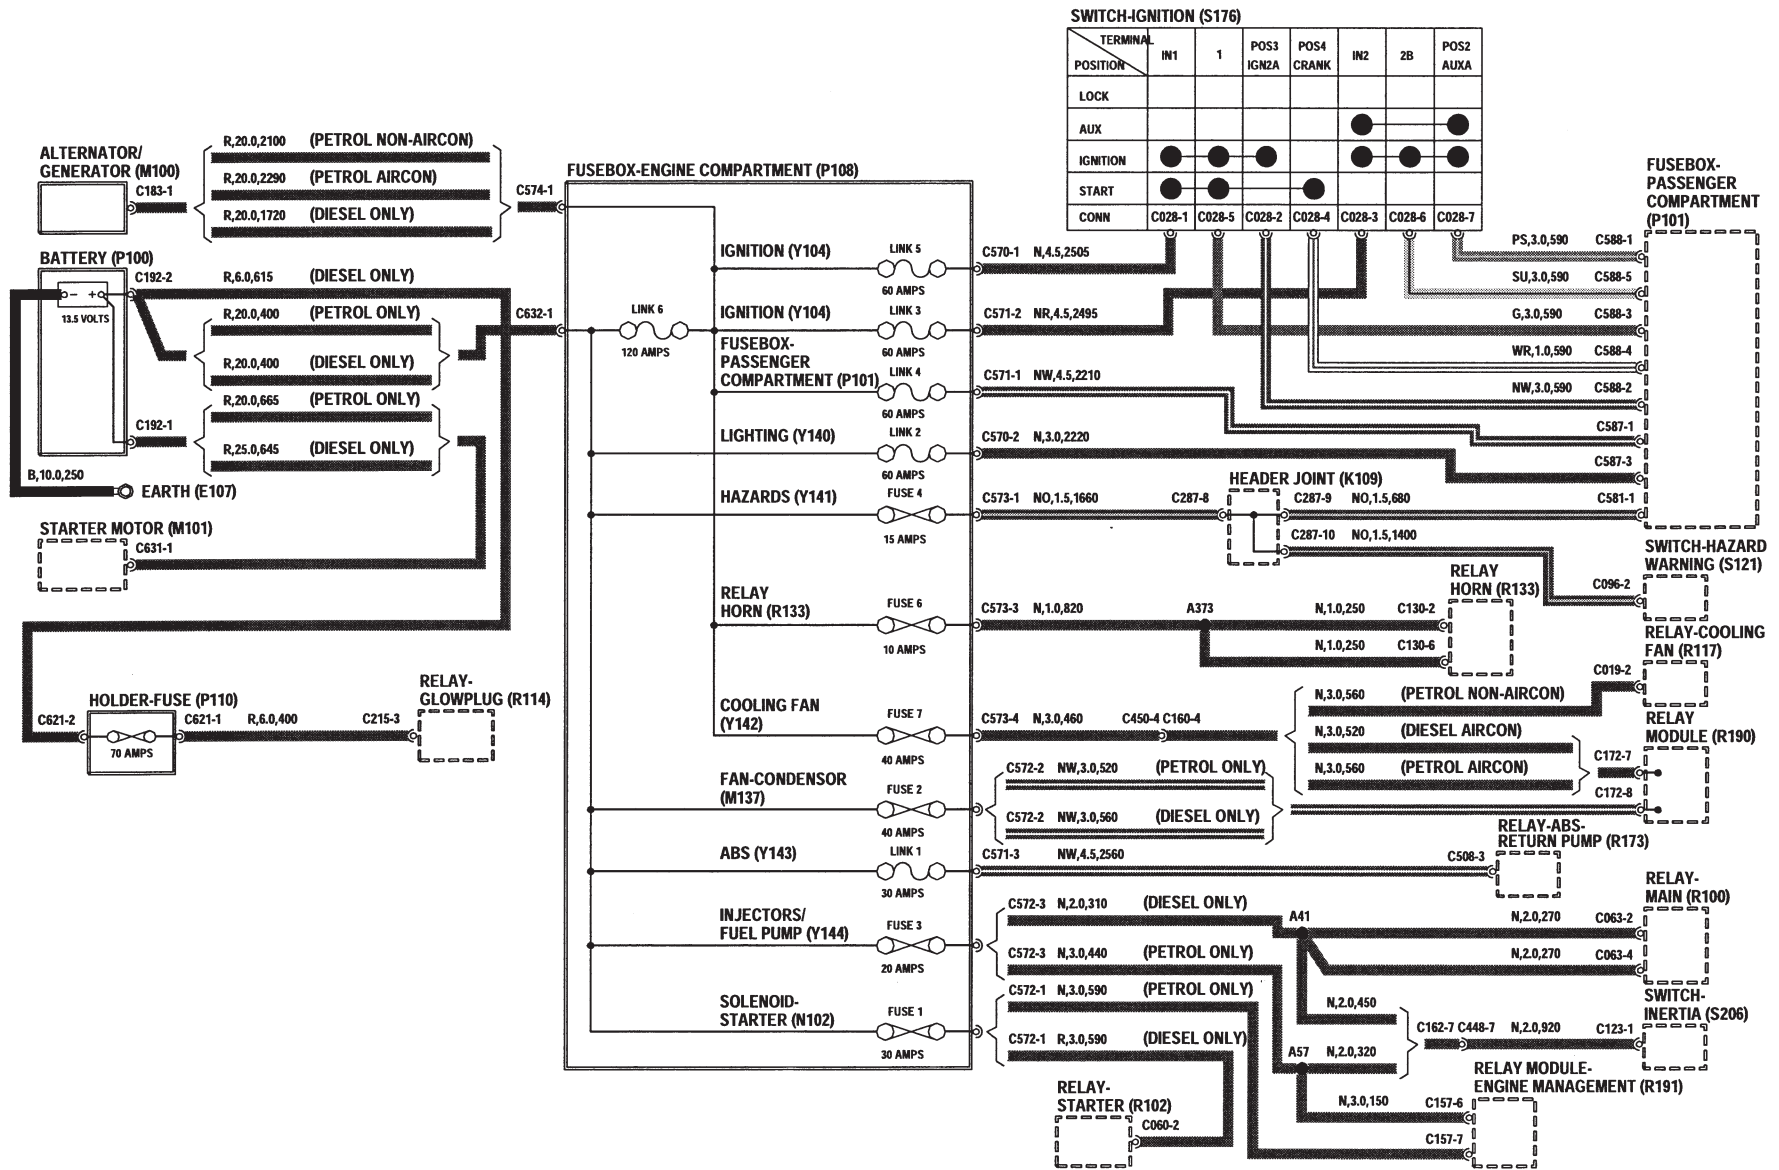 SWITCH-IGNITION (S176)
TERMINAL
POSITION
IN1
1
POS3
IGN2A
POS4
CRANK
IN2
2B
POS2
AUXA
LOCK
AUX
IGNITION
START
CONN
C028-1
C028-5
C028-2
C028-4
C028-3
C028-6
C028-7
ALTERNATOR/
GENERATOR (M100)
C183-1
R,20.0,2100 (PETROL NON-AIRCON)
R,20.0,2290 (PETROL AIRCON)
R,20.0,1720 (DIESEL ONLY)
C574-1
BATTERY (P100)
C192-2
- +
13.5 VOLTS
R,6.0,615 (DIESEL ONLY)
R,20.0,400 (PETROL ONLY)
R,20.0,400 (DIESEL ONLY)
C632-1
C192-1
R,20.0,665 (PETROL ONLY)
R,25.0,645 (DIESEL ONLY)
B,10.0,250
EARTH (E107)
STARTER MOTOR (M101)
C631-1
HOLDER-FUSE (P110)
C621-2
70 AMPS
C621-1
R,6.0,400
C215-3
RELAY-
GLOWPLUG (R114)
FUSEBOX-ENGINE COMPARTMENT (P108)
LINK 6
120 AMPS
IGNITION (Y104)
LINK 5
60 AMPS
IGNITION (Y104)
LINK 3
60 AMPS
FUSEBOX-
PASSENGER
COMPARTMENT (P101)
LINK 4
60 AMPS
LIGHTING (Y140)
LINK 2
60 AMPS
HAZARDS (Y141)
FUSE 4
15 AMPS
RELAY
HORN (R133)
FUSE 6
10 AMPS
COOLING FAN
(Y142)
FUSE 7
40 AMPS
FAN-CONDENSOR
(M137)
FUSE 2
40 AMPS
ABS (Y143)
LINK 1
30 AMPS
INJECTORS/
FUEL PUMP (Y144)
FUSE 3
20 AMPS
SOLENOID-
STARTER (N102)
FUSE 1
30 AMPS
C570-1 N,4.5,2505
C571-2 NR,4.5,2495
C571-1 NW,4.5,2210
C570-2 N,3.0,2220
C573-1 NO,1.5,1660
C287-8
HEADER JOINT (K109)
C287-9 NO,1.5,680
C581-1
C287-10 NO,1.5,1400
FUSEBOX-
PASSENGER
COMPARTMENT
(P101)
PS,3.0,590 C588-1
SU,3.0,590 C588-5
G,3.0,590 C588-3
WR,1.0,590 C588-4
NW,3.0,590 C588-2
C587-1
C587-3
SWITCH-HAZARD
WARNING (S121)
C096-2
RELAY
HORN (R133)
C573-3 N,1.0,820
A373
N,1.0,250 C130-2
N,1.0,250 C130-6
RELAY-COOLING
FAN (R117)
C019-2
C573-4 N,3.0,460
C450-4 C160-4
N,3.0,560 (PETROL NON-AIRCON)
N,3.0,520 (DIESEL AIRCON)
N,3.0,560 (PETROL AIRCON)
RELAY
MODULE (R190)
C172-7
C172-8
C572-2 NW,3.0,520 (PETROL ONLY)
C572-2 NW,3.0,560 (DIESEL ONLY)
RELAY-ABS-
RETURN PUMP (R173)
C571-3 NW,4.5,2560
C508-3
RELAY-
MAIN (R100)
C572-3 N,2.0,310 (DIESEL ONLY)
A41
N,2.0,270 C063-2
C572-3 N,3.0,440 (PETROL ONLY)
N,2.0,270 C063-4
C572-1 N,3.0,590 (PETROL ONLY)
N,2.0,450
SWITCH-
INERTIA (S206)
C162-7 C448-7 N,2.0,920 C123-1
C572-1 R,3.0,590 (DIESEL ONLY)
A57 N,2.0,320
RELAY MODULE-
ENGINE MANAGEMENT (R191)
N,3.0,150 C157-6
C157-7
RELAY-
STARTER (R102)
C060-2